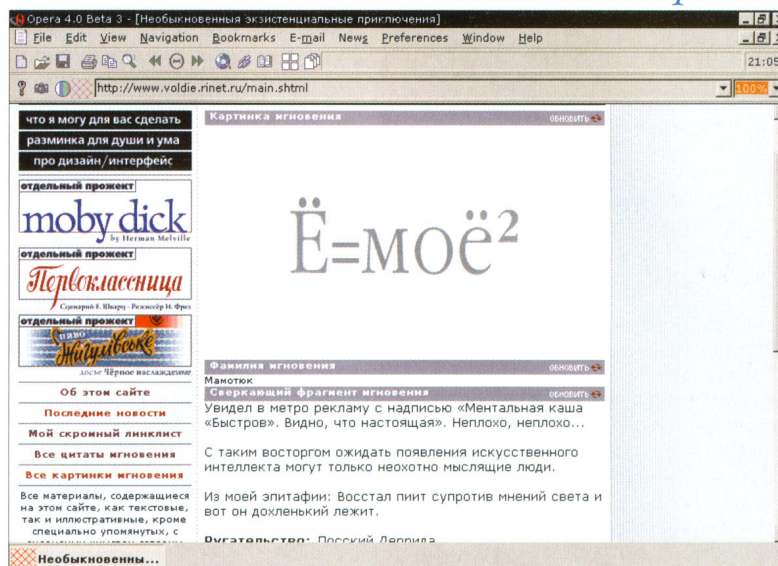 Opera 4.0 Beta 3 - [Необыкновенные экзистенциальные приключения]
File Edit View Navigation Bookmarks E-mail News Preferences Window Help
21:05
http://www.voldie.rinet.ru/main.shtml
100%
что я могу для вас сделать
разминка для души и ума
про дизайн/интерфейс
отдельный прожект
moby dick
by Herman Melville
отдельный прожект
Первоклассница
Сценарий Е. Шварц - Режиссёр И. Фрез
отдельный прожект
пиво
Жигулівське
досье Чёрное наслаждение
Об этом сайте
Последние новости
Мой скромный линклист
Все цитаты мгновения
Все картинки мгновения
Все материалы, содержащиеся
на этом сайте, как текстовые,
так и иллюстративные, кроме
специально упомянутых, с
Картинка мгновения обновить
Ё=моё²
Фамилия мгновения обновить
Мамотюк
Сверкающий фрагмент мгновения обновить
Увидел в метро рекламу с надписью «Ментальная каша
«Быстров». Видно, что настоящая». Неплохо, неплохо...
С таким восторгом ожидать появления искусственного
интеллекта могут только неохотно мыслящие люди.
Из моей эпитафии: Восстал пиит супротив мнений света и
вот он дохленький лежит.
Ругательство: Посский Деррида
Необыкновенны...